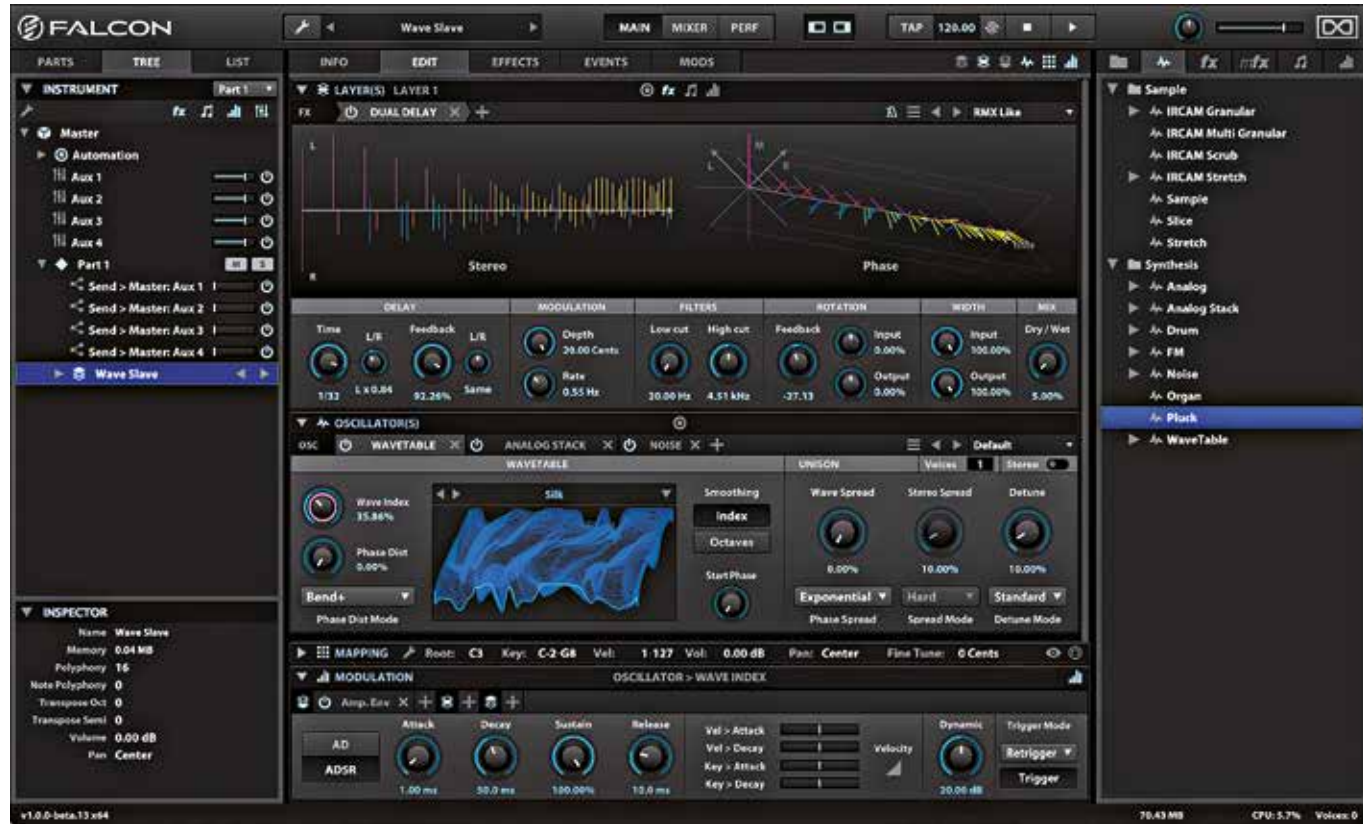 FALCON
Wave Slave
MAIN MIXER PERF
TAP 120.00
PARTS TREE LIST
INSTRUMENT Part 1
fx
Master
Automation
Aux 1
Aux 2
Aux 3
Aux 4
Part 1 M S
Send > Master: Aux 1
Send > Master: Aux 2
Send > Master: Aux 3
Send > Master: Aux 4
Wave Slave
INSPECTOR
Name Wave Slave
Memory 0.04 MB
Polyphony 16
Note Polyphony 0
Transpose Oct 0
Transpose Semi 0
Volume 0.00 dB
Pan Center
v1.0.0-beta.13 x64
INFO EDIT EFFECTS EVENTS MODS
LAYER(S) LAYER 1 fx
FX DUAL DELAY RMX Like
L M
L R
Stereo Phase
R
DELAY MODULATION FILTERS ROTATION WIDTH MIX
Time L/R Feedback L/R Depth Low cut High cut Feedback Input Input Dry / Wet
20.00 Cents 0.00% 100.00%
Rate Output Output
1/32 L x 0.84 92.26% Same 0.55 Hz 20.00 Hz 4.51 kHz -27.13 0.00% 100.00% 5.00%
OSCILLATOR(S)
OSC WAVETABLE ANALOG STACK NOISE Default
WAVETABLE UNISON Voices 1 Stereo
Wave Index Silk Smoothing Wave Spread Stereo Spread Detune
35.86% Index
Octaves
Phase Dist
0.00% 0.00% 10.00% 10.00%
Start Phase
Bend+ Exponential Hard Standard
Phase Dist Mode Phase Spread Spread Mode Detune Mode
MAPPING Root: C3 Key: C-2 G8 Vel: 1 127 Vol: 0.00 dB Pan: Center Fine Tune: 0 Cents
MODULATION OSCILLATOR > WAVE INDEX
Amp. Env
Attack Decay Sustain Release Vel > Attack Dynamic Trigger Mode
AD Vel > Decay Velocity Retrigger
ADSR Key > Attack Trigger
1.00 ms 50.0 ms 100.00% 10.0 ms Key > Decay 20.00 dB
fx mfx
Sample
IRCAM Granular
IRCAM Multi Granular
IRCAM Scrub
IRCAM Stretch
Sample
Slice
Stretch
Synthesis
Analog
Analog Stack
Drum
FM
Noise
Organ
Pluck
WaveTable
70.43 MB CPU: 5.7% Voices: 0